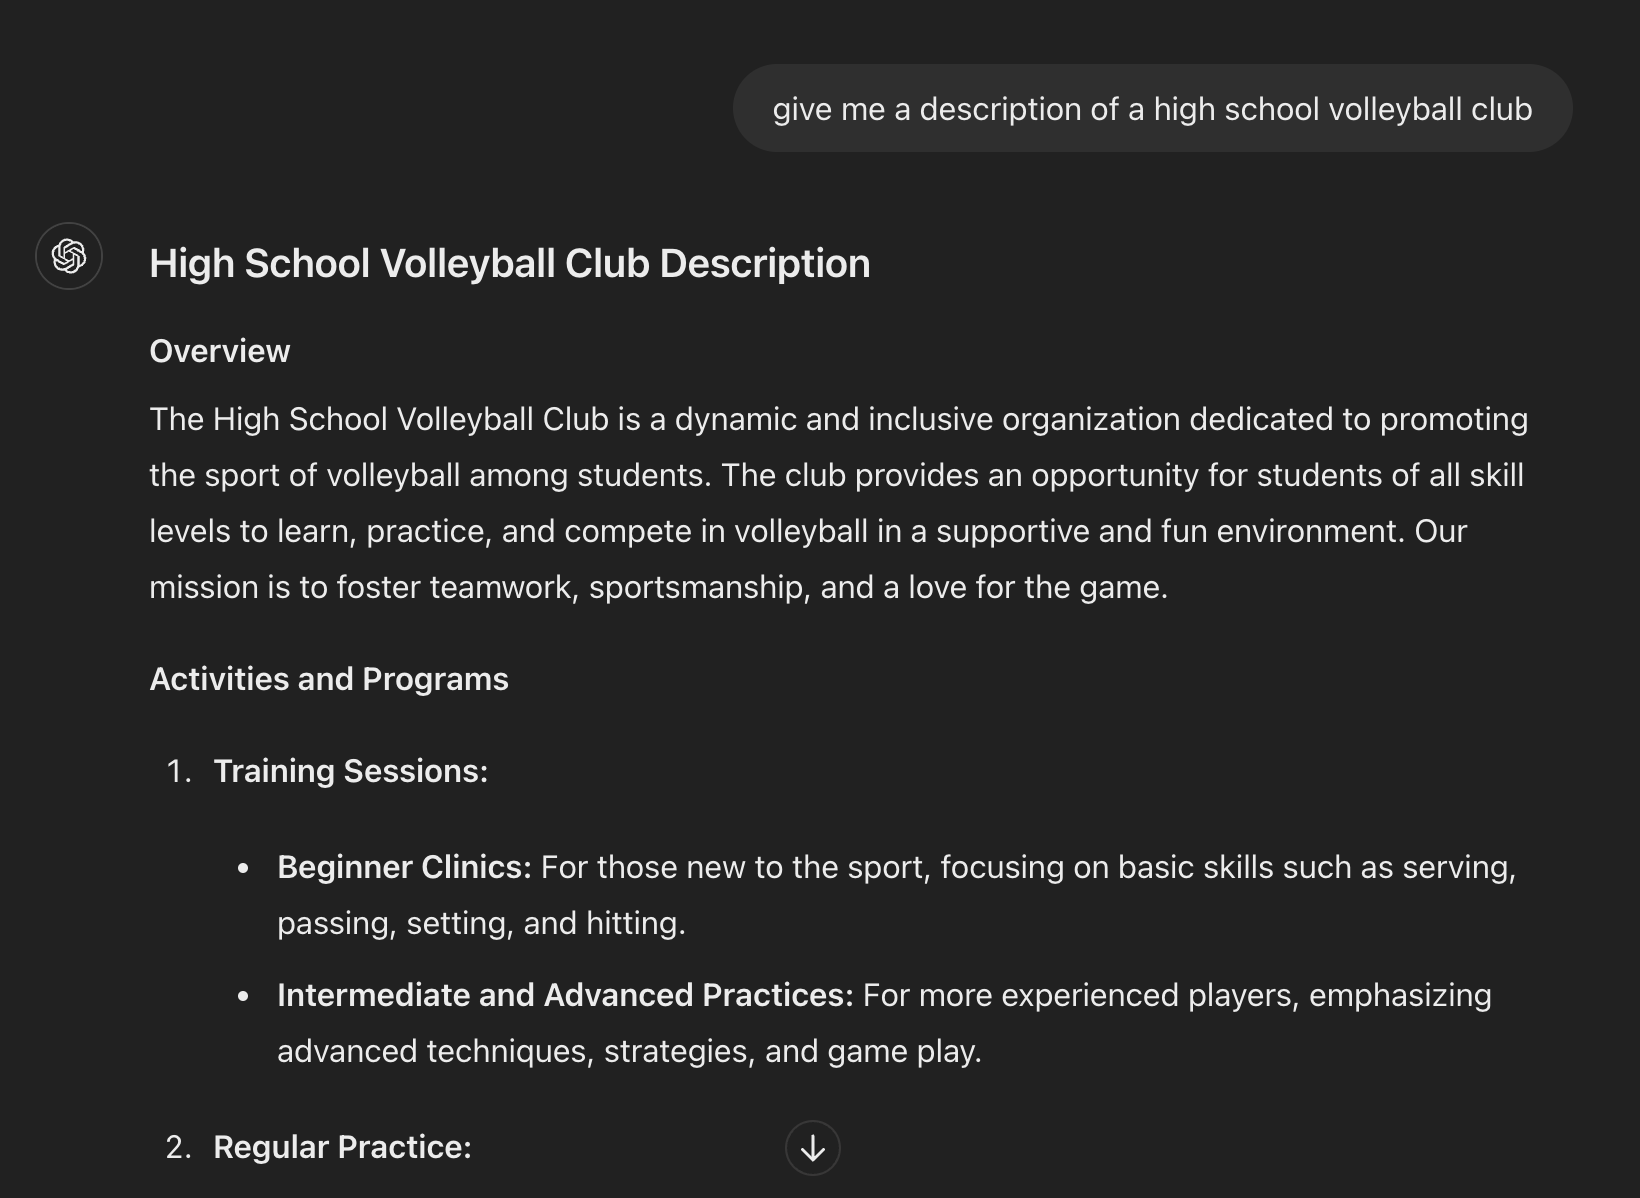 give me a description of a high school volleyball club
High School Volleyball Club Description
Overview
The High School Volleyball Club is a dynamic and inclusive organization dedicated to promoting
the sport of volleyball among students. The club provides an opportunity for students of all skill
levels to learn, practice, and compete in volleyball in a supportive and fun environment. Our
mission is to foster teamwork, sportsmanship, and a love for the game.
Activities and Programs
1. Training Sessions:
• Beginner Clinics: For those new to the sport, focusing on basic skills such as serving,
passing, setting, and hitting.
• Intermediate and Advanced Practices: For more experienced players, emphasizing
advanced techniques, strategies, and game play.
2. Regular Practice: